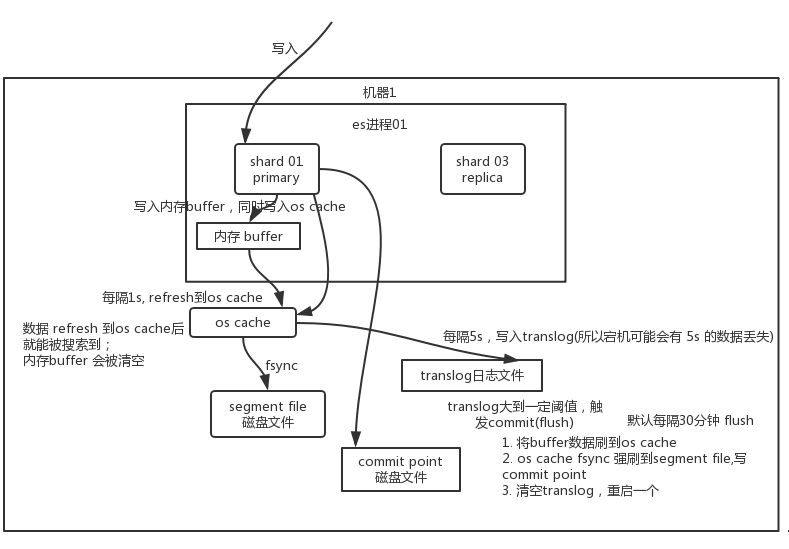 写入
机器1
es进程01
shard 01
primary
shard 03
replica
写入内存buffer，同时写入os cache
内存 buffer
每隔1s, refresh到os cache
os cache
数据 refresh 到os cache后
就能被搜索到；
内存buffer 会被清空
每隔5s，写入translog(所以宕机可能会有 5s 的数据丢失)
fsync
translog日志文件
segment file
磁盘文件
translog大到一定阈值，触
发commit(flush)
默认每隔30分钟 flush
1. 将buffer数据刷到os cache
2. os cache fsync 强刷到segment file,写
commit point
3. 清空translog，重启一个
commit point
磁盘文件